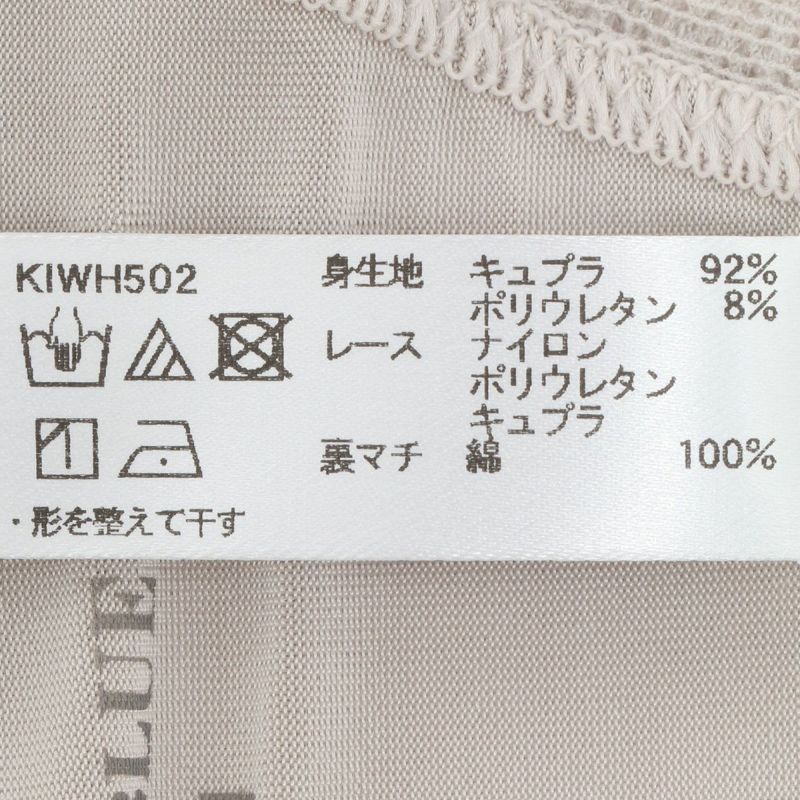 KIWH502
身生地 キュプラ 92%
ポリウレタン 8%
レース ナイロン
ポリウレタン
キュプラ
裏マチ 綿 100%
・形を整えて干す
BLUE